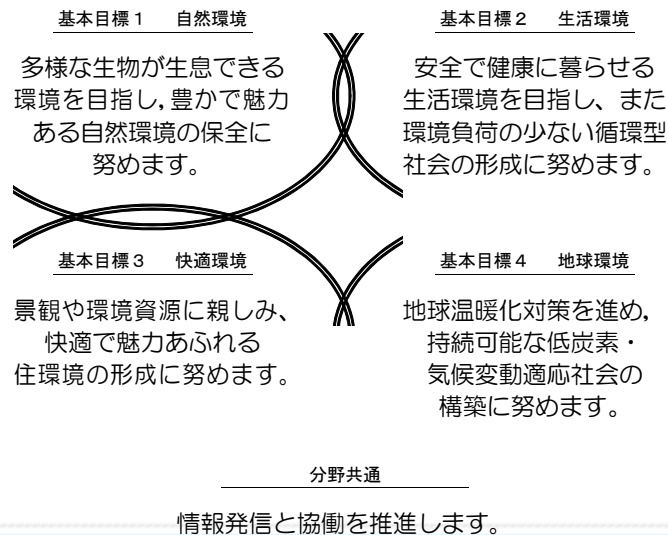 基本目標１　自然環境
多様な生物が生息できる
環境を目指し,豊かで魅力
ある自然環境の保全に
努めます。
基本目標２　生活環境
安全で健康に暮らせる
生活環境を目指し、また
環境負荷の少ない循環型
社会の形成に努めます。
基本目標３　快適環境
景観や環境資源に親しみ、
快適で魅力あふれる
住環境の形成に努めます。
基本目標４　地球環境
地球温暖化対策を進め,
持続可能な低炭素・
気候変動適応社会の
構築に努めます。
分野共通
情報発信と協働を推進します。